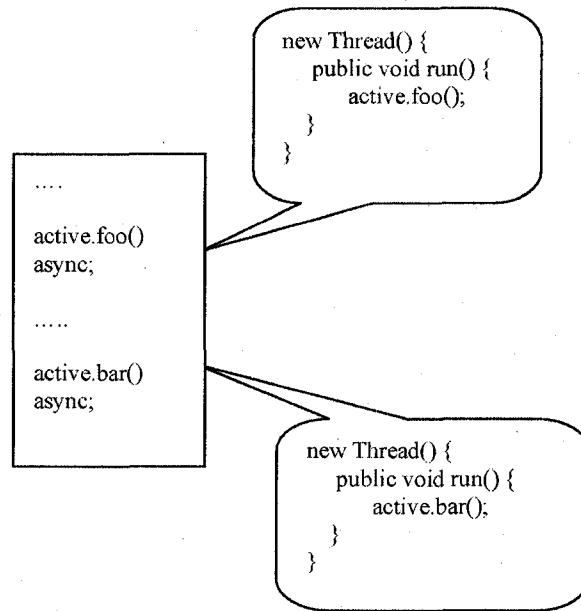 new Thread() {
public void run() {
active.foo();
}
}
....
active.foo()
async;
.....
active.bar()
async;
new Thread() {
public void run() {
active.bar();
}
}